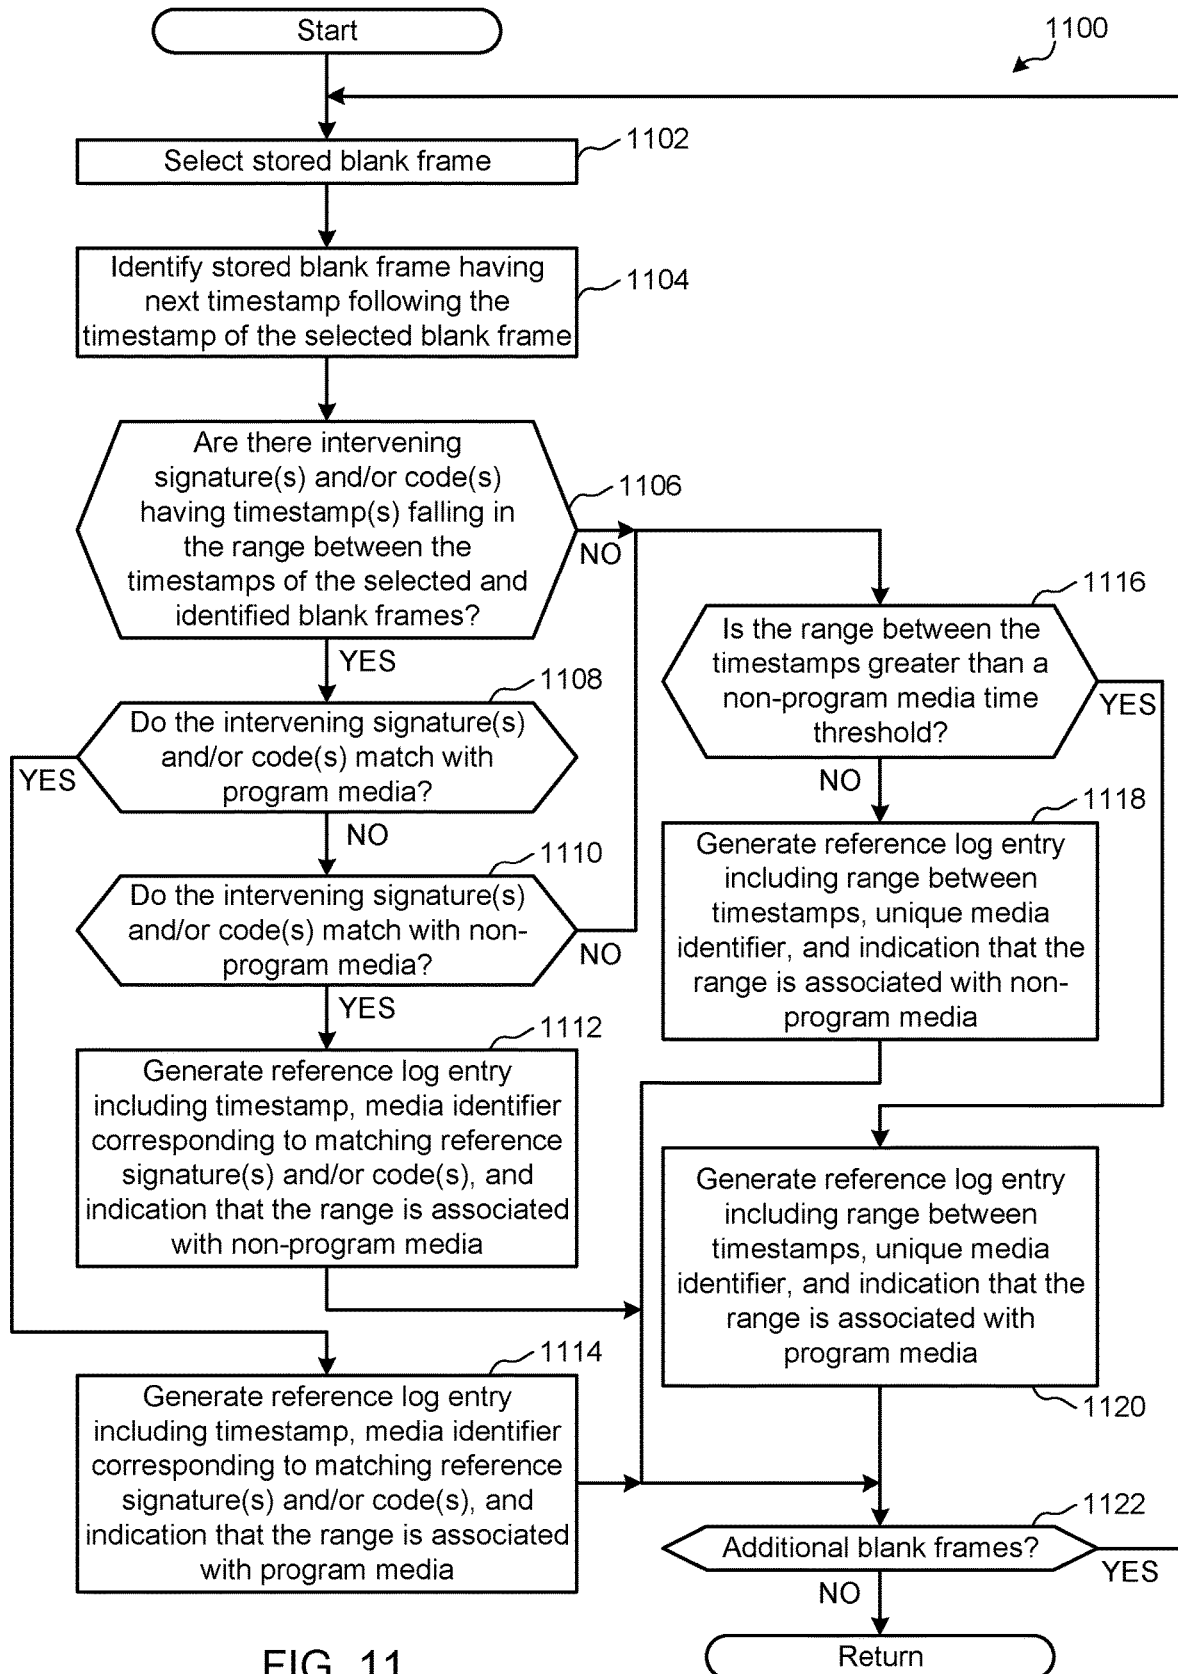 Start
1100
1102
Select stored blank frame
1104
Identify stored blank frame having
next timestamp following the
timestamp of the selected blank frame
Are there intervening
signature(s) and/or code(s)
having timestamp(s) falling in
the range between the
timestamps of the selected and
identified blank frames?
1106
NO
YES
1108
Do the intervening signature(s)
and/or code(s) match with
program media?
YES
NO
1110
Do the intervening signature(s)
and/or code(s) match with non-
program media?
NO
YES
1112
Generate reference log entry
including timestamp, media identifier
corresponding to matching reference
signature(s) and/or code(s), and
indication that the range is associated
with non-program media
1114
Generate reference log entry
including timestamp, media identifier
corresponding to matching reference
signature(s) and/or code(s), and
indication that the range is associated
with program media
1116
Is the range between the
timestamps greater than a
non-program media time
threshold?
YES
NO
1118
Generate reference log entry
including range between
timestamps, unique media
identifier, and indication that the
range is associated with non-
program media
Generate reference log entry
including range between
timestamps, unique media
identifier, and indication that the
range is associated with
program media
1120
1122
Additional blank frames?
YES
NO
Return
FIG. 11